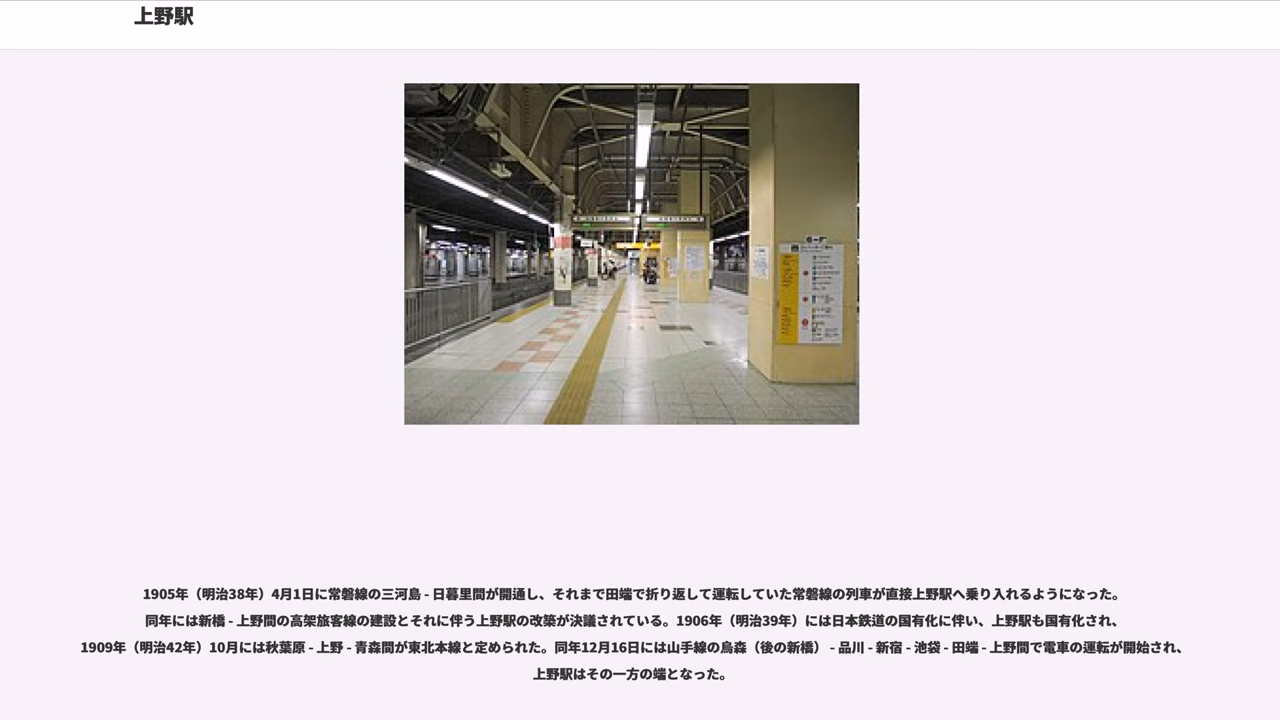 上野駅
1905年（明治38年）4月1日に常磐線の三河島 - 日暮里間が開通し、それまで田端で折り返して運転していた常磐線の列車が直接上野駅へ乗り入れるようになった。
同年には新橋 - 上野間の高架旅客線の建設とそれに伴う上野駅の改築が決議されている。1906年（明治39年）には日本鉄道の国有化に伴い、上野駅も国有化され、
1909年（明治42年）10月には秋葉原 - 上野 - 青森間が東北本線と定められた。同年12月16日には山手線の烏森（後の新橋） - 品川 - 新宿 - 池袋 - 田端 - 上野間で電車の運転が開始され、
上野駅はその一方の端となった。